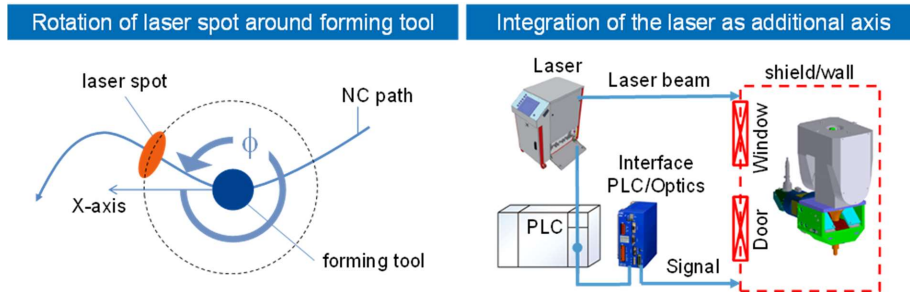 Rotation of laser spot around forming tool
laser spot
NC path
ϕ
X-axis
forming tool
Integration of the laser as additional axis
Laser
Laser beam
shield/wall
Window
Interface
PLC/Optics
PLC
Door
Signal